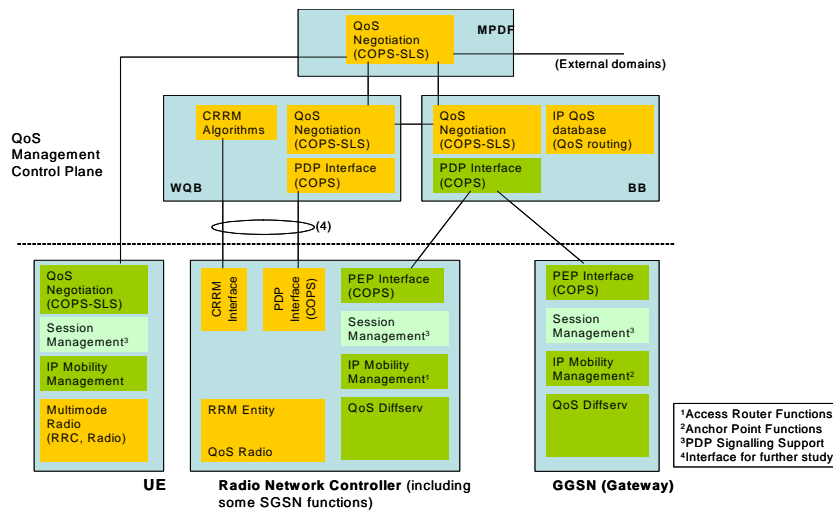 QoS
Negotiation
(COPS-SLS)
MPDF
(External domains)
QoS
Management
Control Plane
CRRM
Algorithms
QoS
Negotiation
(COPS-SLS)
PDP Interface
(COPS)
WQB
QoS
Negotiation
(COPS-SLS)
IP QoS
database
(QoS routing)
PDP Interface
(COPS)
BB
(4)
QoS
Negotiation
(COPS-SLS)
Session
Management³
IP Mobility
Management
Multimode
Radio
(RRC, Radio)
UE
CRRM
Interface
PDP
Interface
(COPS)
PEP Interface
(COPS)
Session
Management³
IP Mobility
Management¹
RRM Entity
QoS Radio
QoS Diffserv
Radio Network Controller (including
some SGSN functions)
PEP Interface
(COPS)
Session
Management³
IP Mobility
Management²
QoS Diffserv
GGSN (Gateway)
¹Access Router Functions
²Anchor Point Functions
³PDP Signalling Support
⁴Interface for further study